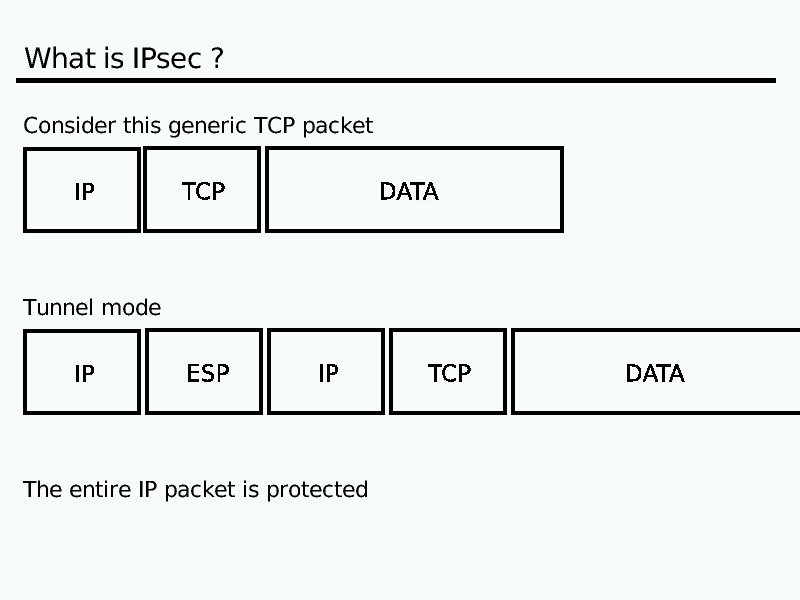 What is IPsec ?
Consider this generic TCP packet
IP TCP DATA
Tunnel mode
IP ESP IP TCP DATA
The entire IP packet is protected